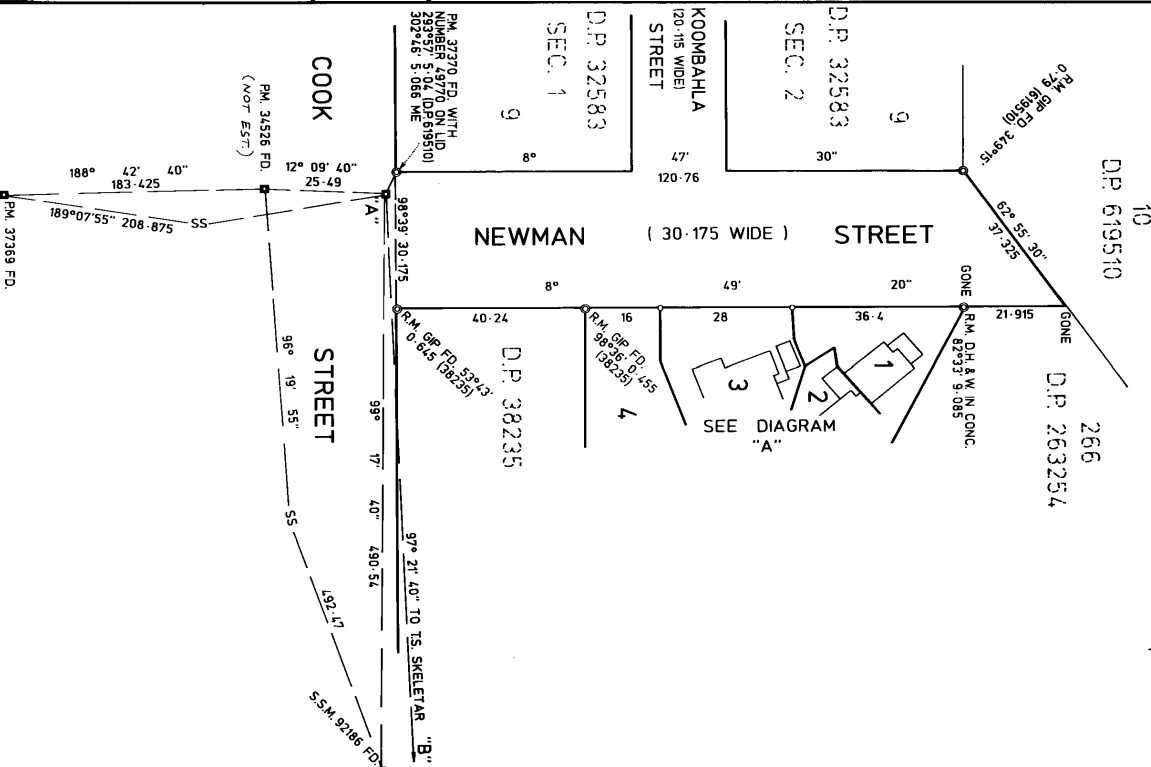 10
D.P. 619510
R.M. GIP FD. 349°15'
0·79 (619510)
9
D.P. 32583
SEC. 2
KOOMBAHLA
(20·115 WIDE)
STREET
D.P. 32583
SEC. 1
9
P.M. 37370 FD. WITH
NUMBER 49770 ON LID
293°57' 5·04 (D.P.619510)
302°46' 5·066 ME
COOK
STREET
P.M. 34526 FD.
(NOT EST.)
12° 09' 40"
25·49
188° 42' 40"
183·425
189°07'55" 208·875
SS
P.M. 37369 FD.
"A"
98°39' 30·175
8° 47' 30"
120·76
62° 55' 30"
37·325
NEWMAN ( 30·175 WIDE ) STREET
8° 49' 20"
40·24
16
28
36·4
21·915
GONE
GONE
R.M. D.H. & W. IN CONC.
82°33' 9·085
R.M. GIP FD.
98°36' 0·455
(38235)
R.M. GIP FD. 53°43'
0·645 (38235)
D.P. 38235
4
3
2
1
SEE DIAGRAM
"A"
266
D.P. 263254
96° 19' 55"
SS
492·47
99° 17' 40" 490·54
97° 21' 40" TO T.S. SKELETAR "B"
S.S.M. 92186 FD.